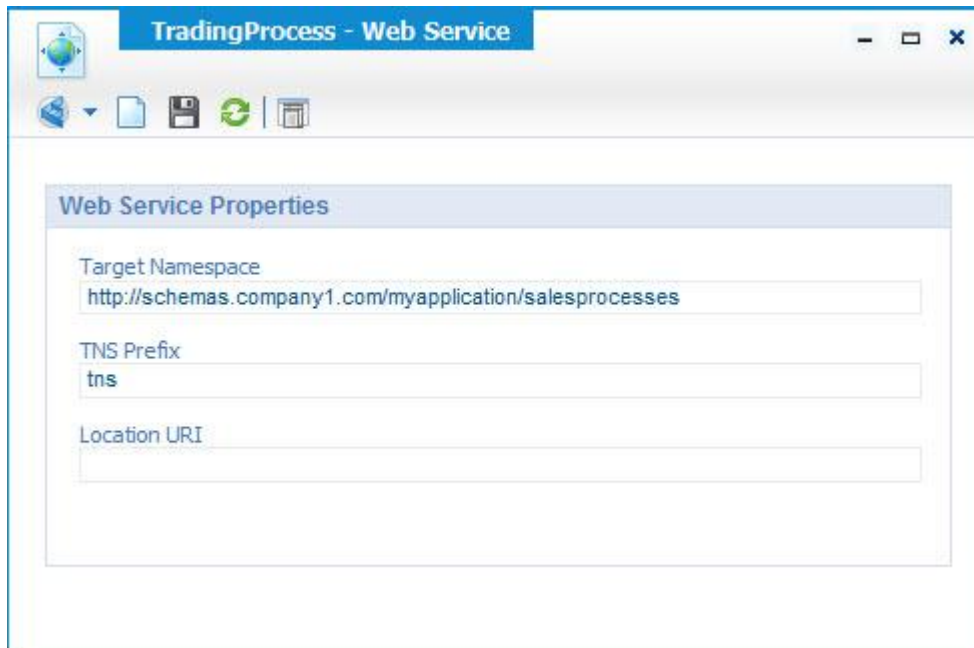 TradingProcess - Web Service
Web Service Properties
Target Namespace
http://schemas.company1.com/myapplication/salesprocesses
TNS Prefix
tns
Location URI